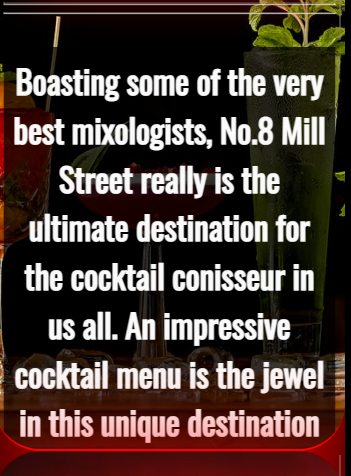 Boasting some of the very
best mixologists, No.8 Mill
Street really is the
ultimate destination for
the cocktail conisseur in
us all. An impressive
cocktail menu is the jewel
in this unique destination